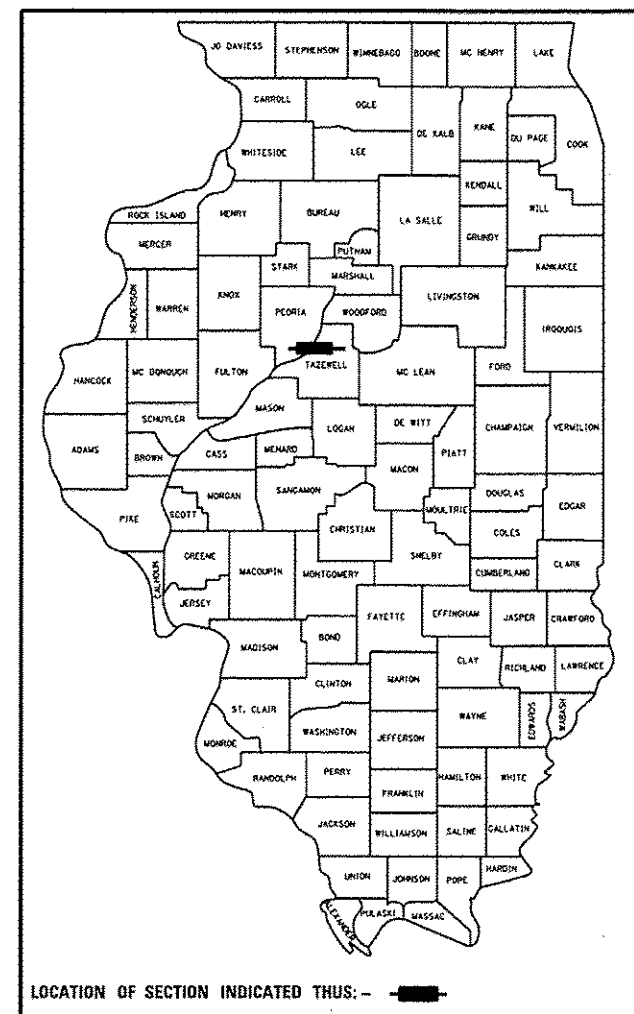 JO DAVIESS STEPHENSON WINNEBAGO BOONE MC HENRY LAKE
CARROLL OGLE DE KALB KANE DU PAGE COOK
WHITESIDE LEE
KENDALL WILL
ROCK ISLAND HENRY BUREAU LA SALLE GRUNDY
MERCER PUTNAM KANKAKEE
STARK MARSHALL
HENDERSON WARREN KNOX PEORIA WOODFORD LIVINGSTON IROQUOIS
HANCOCK MC DONOUGH FULTON TAZEWELL MC LEAN FORD
MASON
SCHUYLER LOGAN DE WITT CHAMPAIGN VERMILION
ADAMS BROWN CASS MENARD MACON PIATT
MORGAN SANGAMON DOUGLAS EDGAR
PIKE SCOTT CHRISTIAN MOULTRIE COLES
GREENE SHELBY CLARK
CALHOUN MACOUPIN MONTGOMERY CUMBERLAND
JERSEY FAYETTE EFFINGHAM JASPER CRAWFORD
MADISON BOND
CLAY RICHLAND LAWRENCE
CLINTON MARION
ST. CLAIR WAYNE EDWARDS WABASH
MONROE WASHINGTON JEFFERSON
RANDOLPH PERRY HAMILTON WHITE
FRANKLIN
JACKSON WILLIAMSON SALINE GALLATIN
HARDIN
UNION JOHNSON POPE
ALEXANDER PULASKI MASSAC
LOCATION OF SECTION INDICATED THUS: -